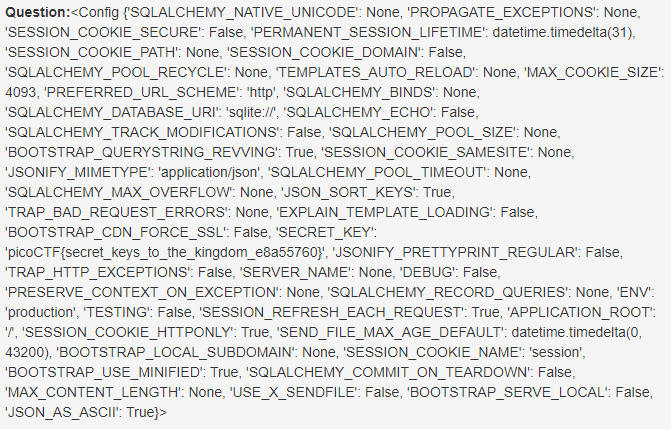 Question:<Config {'SQLALCHEMY_NATIVE_UNICODE': None, 'PROPAGATE_EXCEPTIONS': None,
'SESSION_COOKIE_SECURE': False, 'PERMANENT_SESSION_LIFETIME': datetime.timedelta(31),
'SESSION_COOKIE_PATH': None, 'SESSION_COOKIE_DOMAIN': False,
'SQLALCHEMY_POOL_RECYCLE': None, 'TEMPLATES_AUTO_RELOAD': None, 'MAX_COOKIE_SIZE':
4093, 'PREFERRED_URL_SCHEME': 'http', 'SQLALCHEMY_BINDS': None,
'SQLALCHEMY_DATABASE_URI': 'sqlite://', 'SQLALCHEMY_ECHO': False,
'SQLALCHEMY_TRACK_MODIFICATIONS': False, 'SQLALCHEMY_POOL_SIZE': None,
'BOOTSTRAP_QUERYSTRING_REVVING': True, 'SESSION_COOKIE_SAMESITE': None,
'JSONIFY_MIMETYPE': 'application/json', 'SQLALCHEMY_POOL_TIMEOUT': None,
'SQLALCHEMY_MAX_OVERFLOW': None, 'JSON_SORT_KEYS': True,
'TRAP_BAD_REQUEST_ERRORS': None, 'EXPLAIN_TEMPLATE_LOADING': False,
'BOOTSTRAP_CDN_FORCE_SSL': False, 'SECRET_KEY':
'picoCTF{secret_keys_to_the_kingdom_e8a55760}', 'JSONIFY_PRETTYPRINT_REGULAR': False,
'TRAP_HTTP_EXCEPTIONS': False, 'SERVER_NAME': None, 'DEBUG': False,
'PRESERVE_CONTEXT_ON_EXCEPTION': None, 'SQLALCHEMY_RECORD_QUERIES': None, 'ENV':
'production', 'TESTING': False, 'SESSION_REFRESH_EACH_REQUEST': True, 'APPLICATION_ROOT':
'/', 'SESSION_COOKIE_HTTPONLY': True, 'SEND_FILE_MAX_AGE_DEFAULT': datetime.timedelta(0,
43200), 'BOOTSTRAP_LOCAL_SUBDOMAIN': None, 'SESSION_COOKIE_NAME': 'session',
'BOOTSTRAP_USE_MINIFIED': True, 'SQLALCHEMY_COMMIT_ON_TEARDOWN': False,
'MAX_CONTENT_LENGTH': None, 'USE_X_SENDFILE': False, 'BOOTSTRAP_SERVE_LOCAL': False,
'JSON_AS_ASCII': True}>